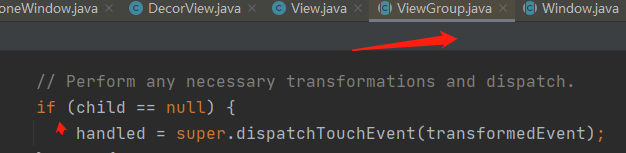 oneWindow.java DecorView.java View.java ViewGroup.java Window.java
// Perform any necessary transformations and dispatch.
if (child == null) {
handled = super.dispatchTouchEvent(transformedEvent);